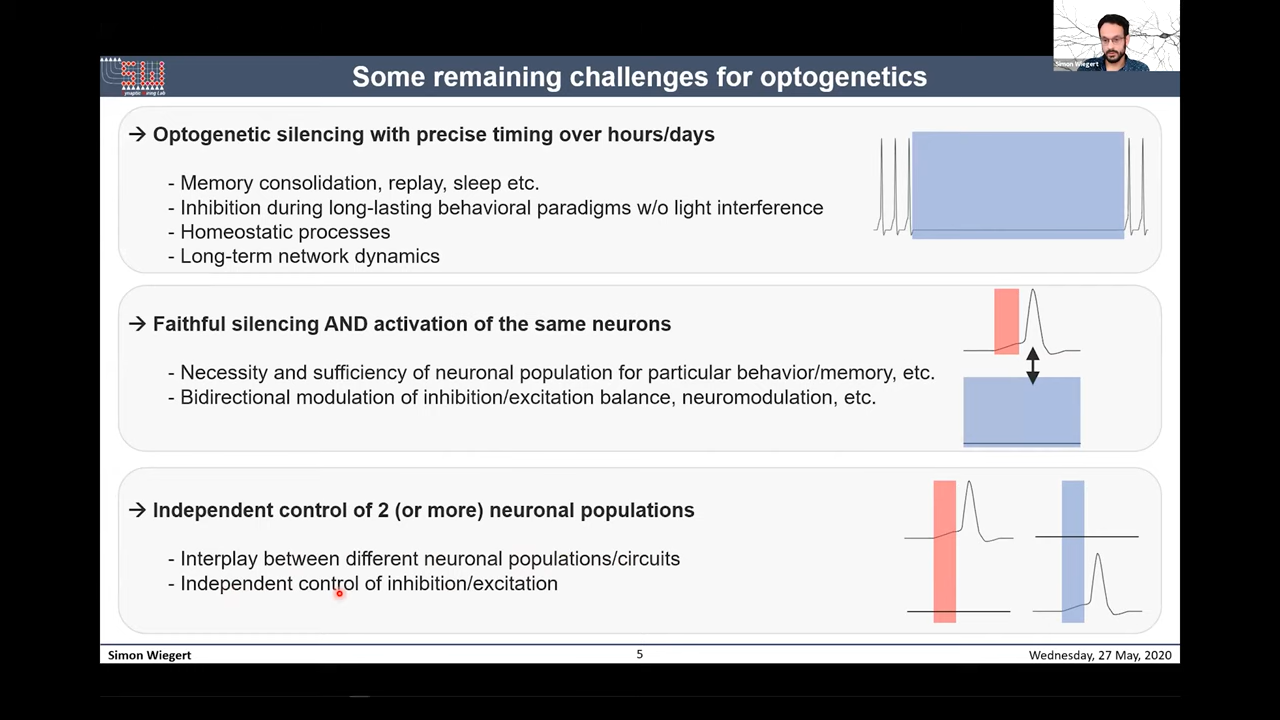 Simon Wiegert
SW
Some remaining challenges for optogenetics
→ Optogenetic silencing with precise timing over hours/days
- Memory consolidation, replay, sleep etc.
- Inhibition during long-lasting behavioral paradigms w/o light interference
- Homeostatic processes
- Long-term network dynamics
→ Faithful silencing AND activation of the same neurons
- Necessity and sufficiency of neuronal population for particular behavior/memory, etc.
- Bidirectional modulation of inhibition/excitation balance, neuromodulation, etc.
→ Independent control of 2 (or more) neuronal populations
- Interplay between different neuronal populations/circuits
- Independent control of inhibition/excitation
Simon Wiegert
5
Wednesday, 27 May, 2020